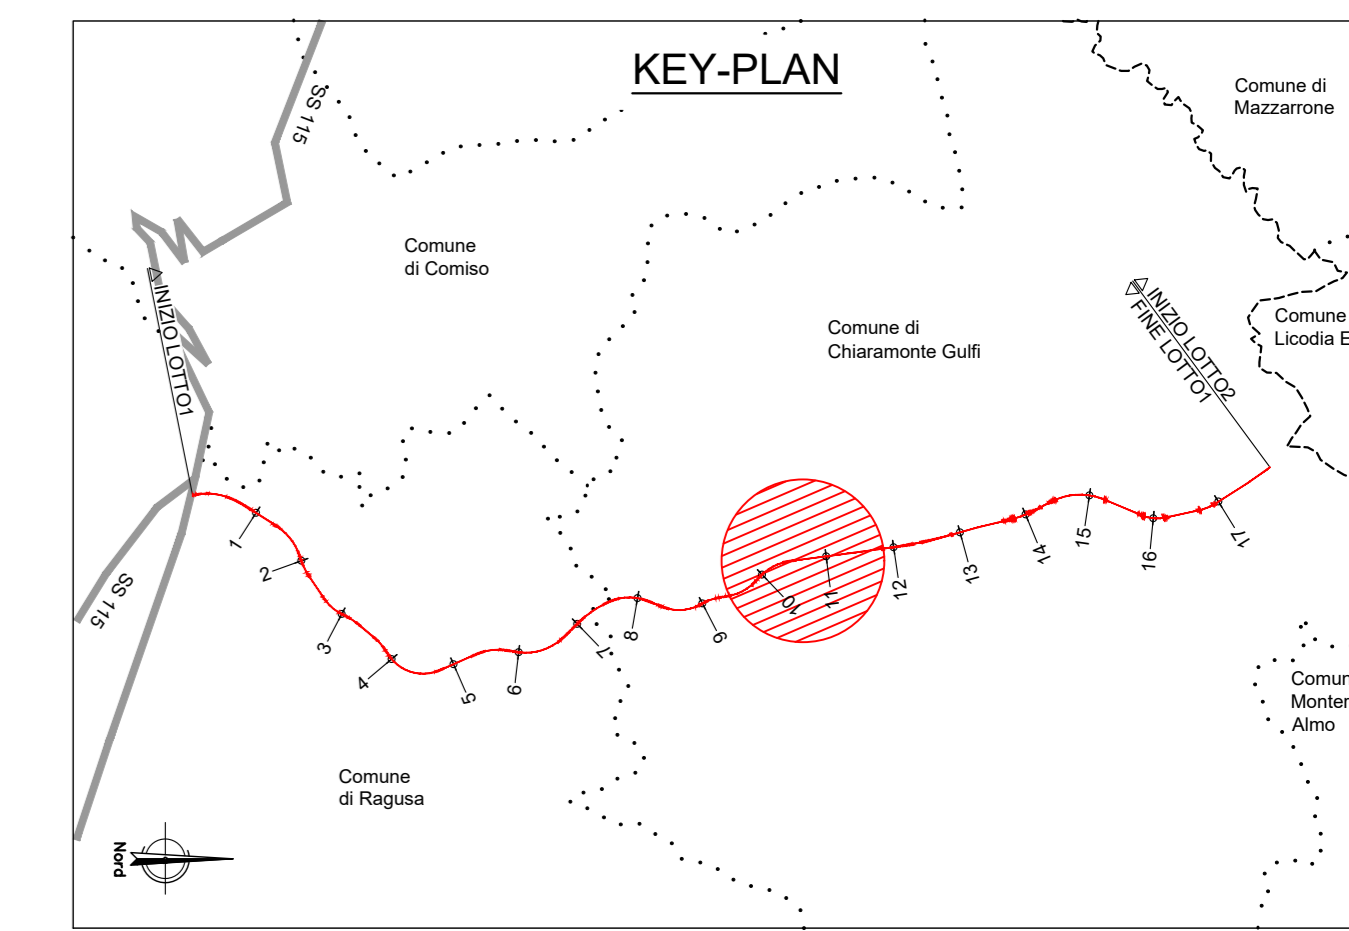 KEY-PLAN
Comune di
Mazzarrone
SS 115
Comune
di Comiso
INIZIO LOTTO1
Comune di
Chiaramonte Gulfi
INIZIO LOTTO2
FINE LOTTO1
Comune
Licodia E
1
2
3
4
5
6
7
8
9
10
11
12
13
14
15
16
17
SS 115
Comun
Monter
Almo
Comune
di Ragusa
Nord